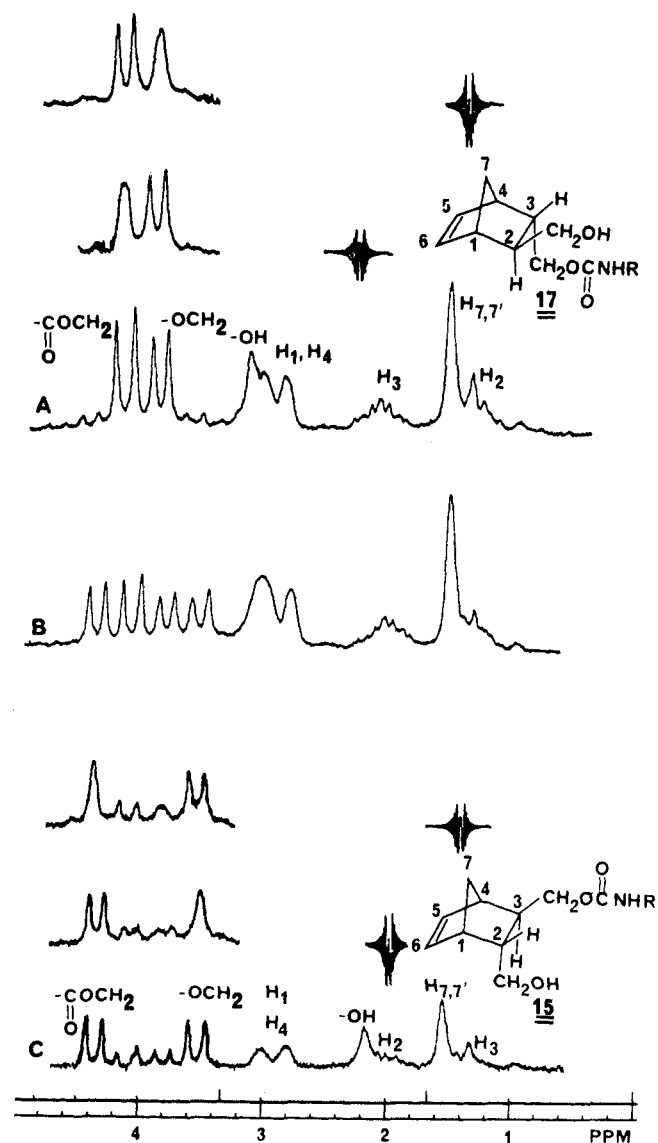 7
4
H
5
3
6
1
2
CH2OH
CH2OCNHR
H
O
17
H7,7'
-COCH2
O
-OCH2
-OH
H1, H4
H3
H2
A
B
7
O
4
CH2OCNHR
3
5
H
6
1
2
H
CH2OH
15
-COCH2
O
-OCH2
H1
H4
-OH
H2
H7,7'
H3
C
4
3
2
1
PPM